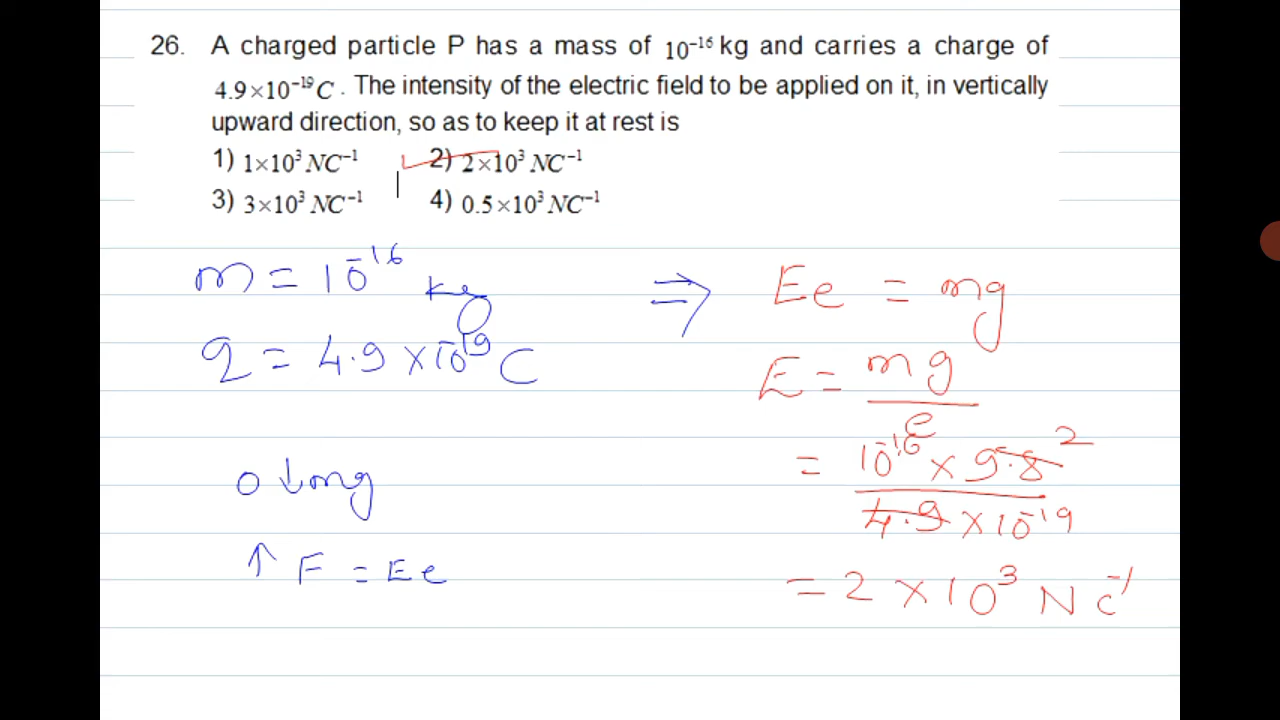 26. A charged particle P has a mass of 10⁻¹⁶ kg and carries a charge of
4.9×10⁻¹⁹ C . The intensity of the electric field to be applied on it, in vertically
upward direction, so as to keep it at rest is
1) 1×10³ NC⁻¹ 2) 2×10³ NC⁻¹
3) 3×10³ NC⁻¹ 4) 0.5×10³ NC⁻¹
m = 10⁻¹⁶ kg
q = 4.9 × 10⁻¹⁹ C
0 ↓mg
↑ F = Ee
⇒ Ee = mg
E = mg
e
= 10⁻¹⁶ × 9.8 2
4.9 × 10⁻¹⁹
= 2 × 10³ N C⁻¹